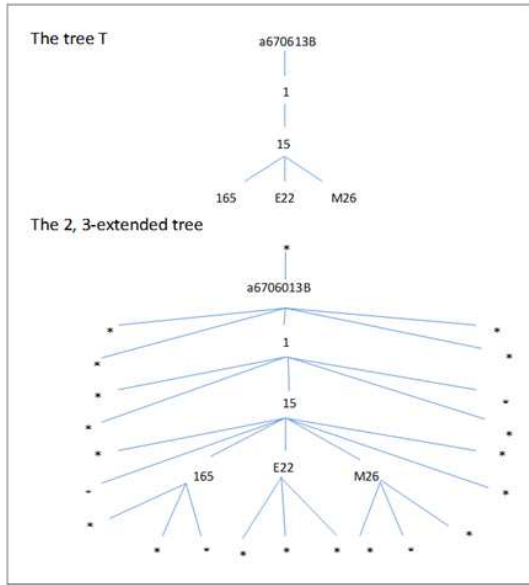 The tree T
a670613B
1
15
165 E22 M26
The 2, 3-extended tree
*
a6706013B
* *
* *
1
* *
* *
15
* *
- *
165 E22 M26
* *
* * * * * * *